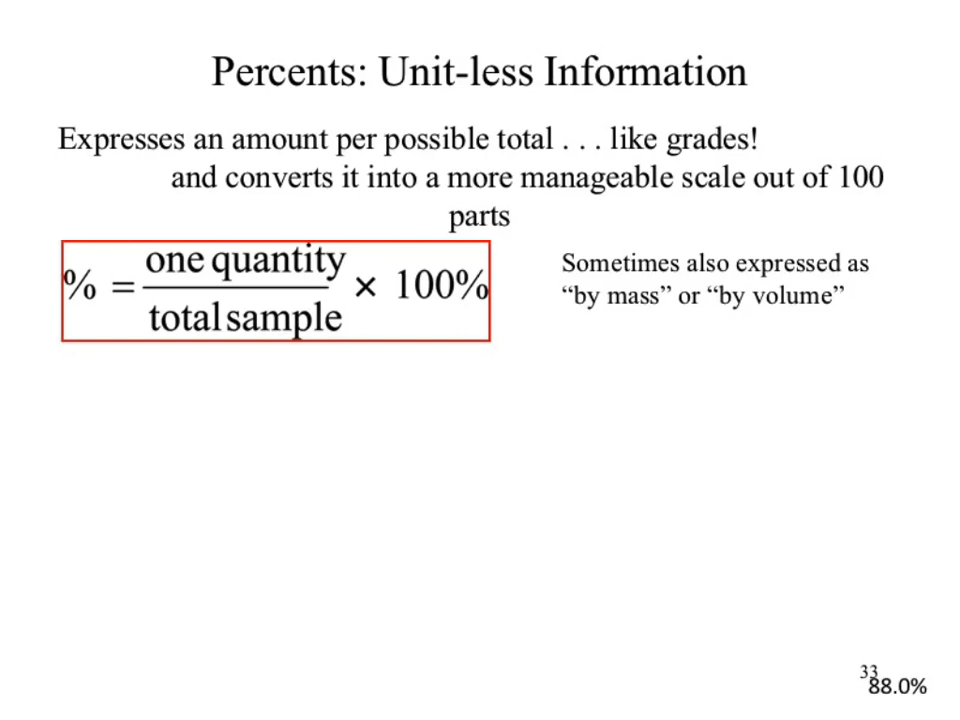 Percents: Unit-less Information
Expresses an amount per possible total . . . like grades!
and converts it into a more manageable scale out of 100
parts
% = one quantity / total sample × 100%
Sometimes also expressed as
“by mass” or “by volume”
33
88.0%